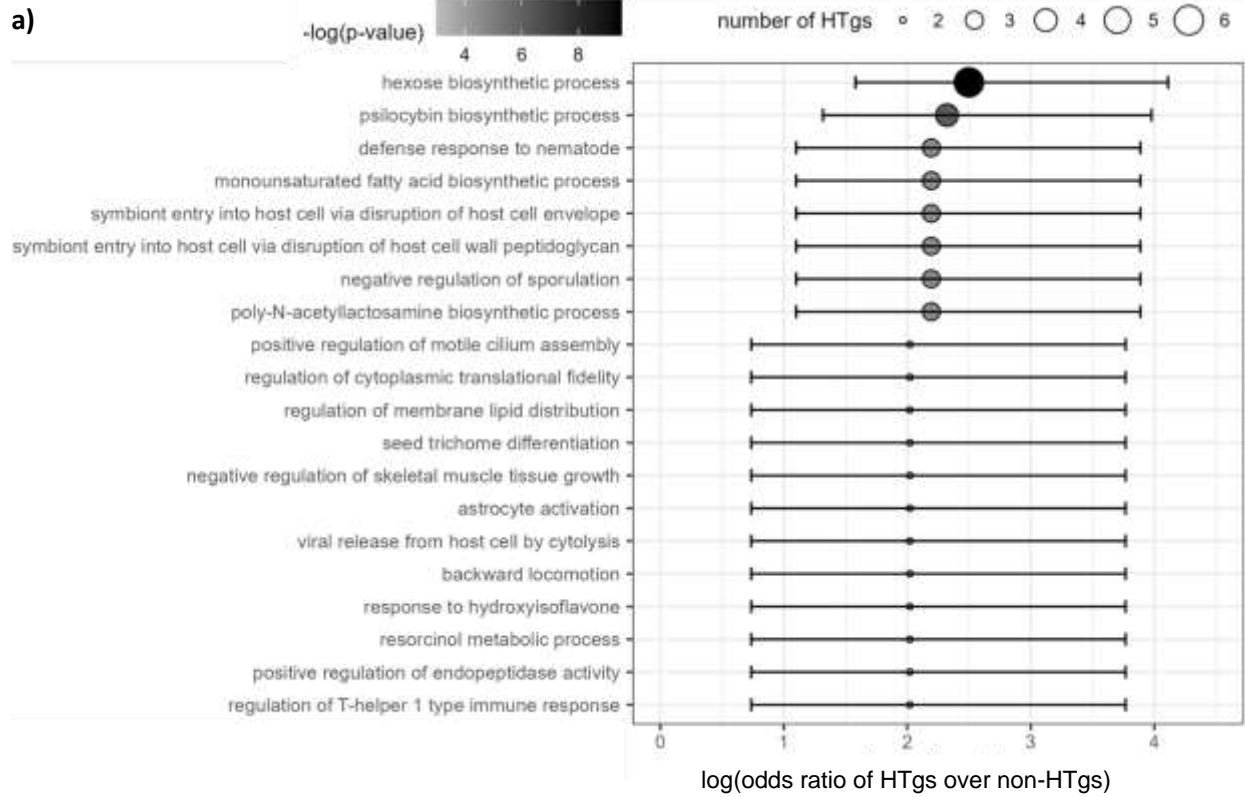 a)
-log(p-value)
4 6 8
number of HTgs 2 3 4 5 6
hexose biosynthetic process
psilocybin biosynthetic process
defense response to nematode
monounsaturated fatty acid biosynthetic process
symbiont entry into host cell via disruption of host cell envelope
symbiont entry into host cell via disruption of host cell wall peptidoglycan
negative regulation of sporulation
poly-N-acetyllactosamine biosynthetic process
positive regulation of motile cilium assembly
regulation of cytoplasmic translational fidelity
regulation of membrane lipid distribution
seed trichome differentiation
negative regulation of skeletal muscle tissue growth
astrocyte activation
viral release from host cell by cytolysis
backward locomotion
response to hydroxyisoflavone
resorcinol metabolic process
positive regulation of endopeptidase activity
regulation of T-helper 1 type immune response
0 1 2 3 4
log(odds ratio of HTgs over non-HTgs)